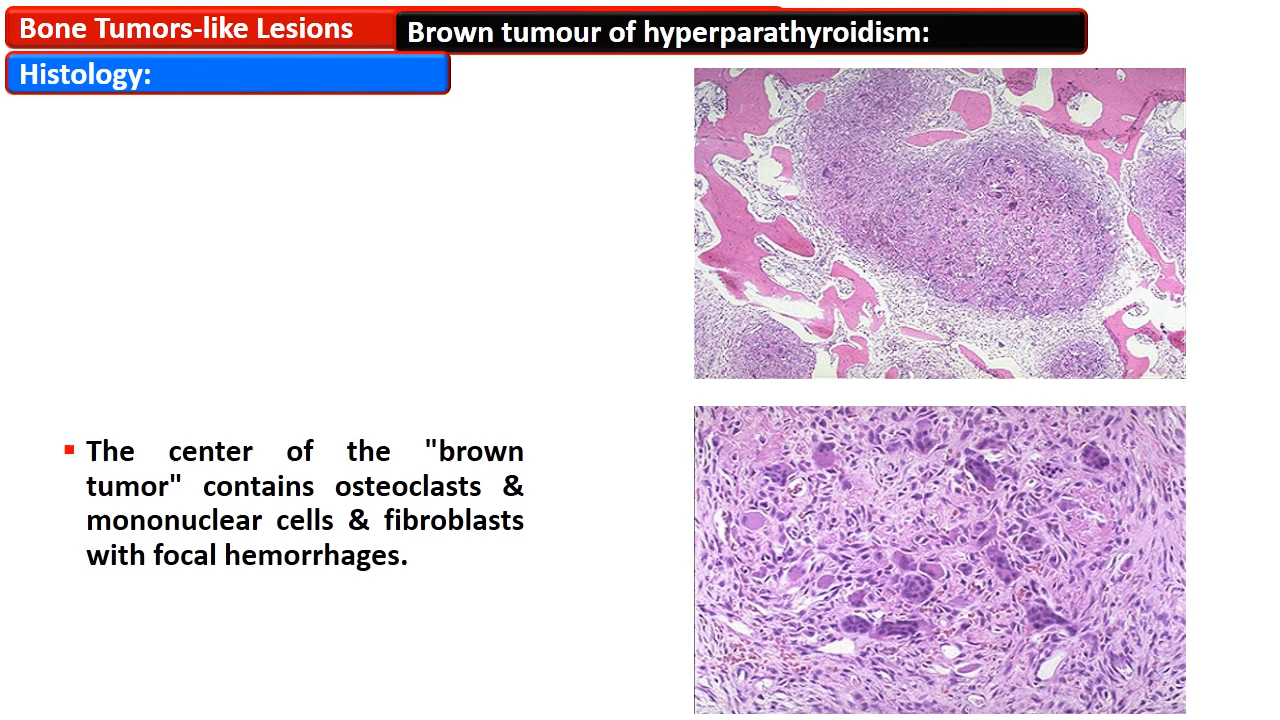 Bone Tumors-like Lesions
Brown tumour of hyperparathyroidism:
Histology:
The center of the "brown
tumor" contains osteoclasts &
mononuclear cells & fibroblasts
with focal hemorrhages.